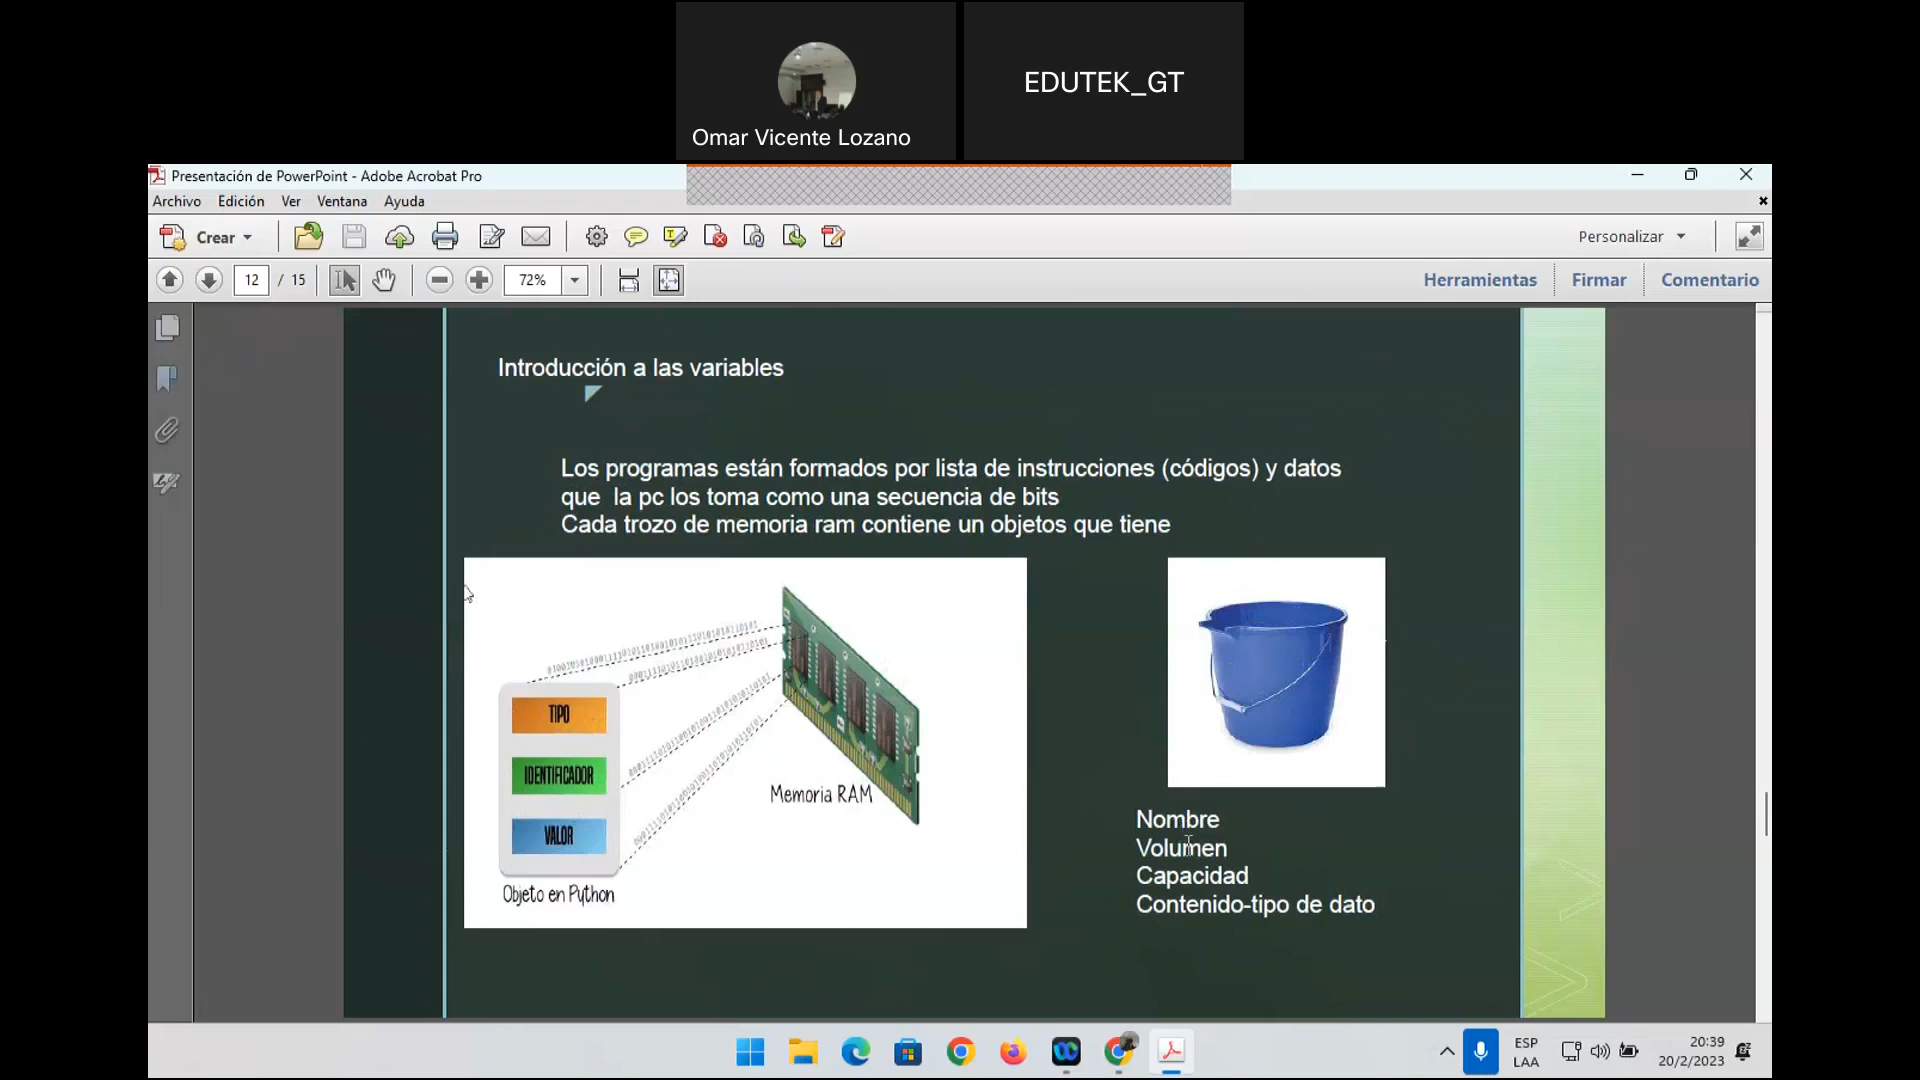 EDUTEK_GT
Omar Vicente Lozano
Presentación de PowerPoint - Adobe Acrobat Pro
Archivo Edición Ver Ventana Ayuda
Crear
Personalizar
12 / 15
72%
Herramientas
Firmar
Comentario
Introducción a las variables
Los programas están formados por lista de instrucciones (códigos) y datos
que la pc los toma como una secuencia de bits
Cada trozo de memoria ram contiene un objetos que tiene
TIPO
IDENTIFICADOR
VALOR
Objeto en Python
Memoria RAM
Nombre
Volumen
Capacidad
Contenido-tipo de dato
ESP
LAA
20:39
20/2/2023